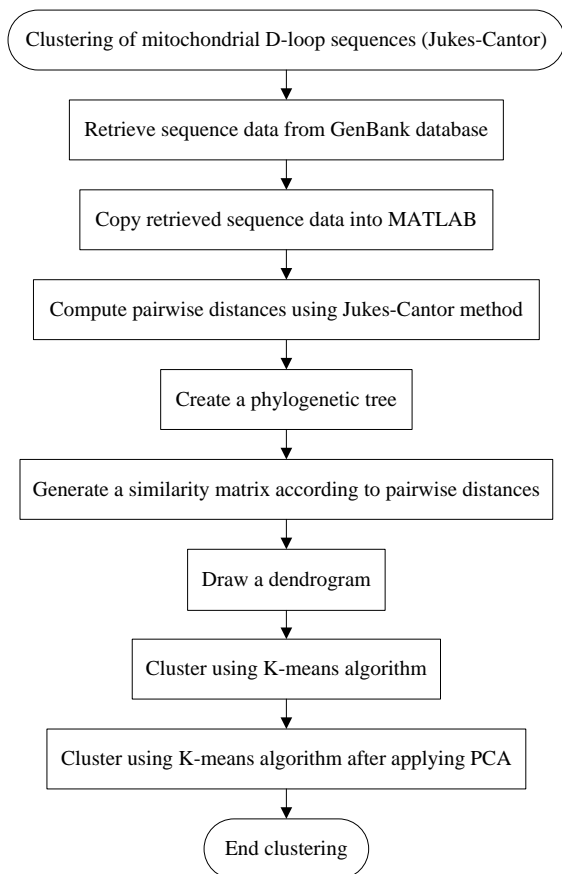 Clustering of mitochondrial D-loop sequences (Jukes-Cantor)
Retrieve sequence data from GenBank database
Copy retrieved sequence data into MATLAB
Compute pairwise distances using Jukes-Cantor method
Create a phylogenetic tree
Generate a similarity matrix according to pairwise distances
Draw a dendrogram
Cluster using K-means algorithm
Cluster using K-means algorithm after applying PCA
End clustering